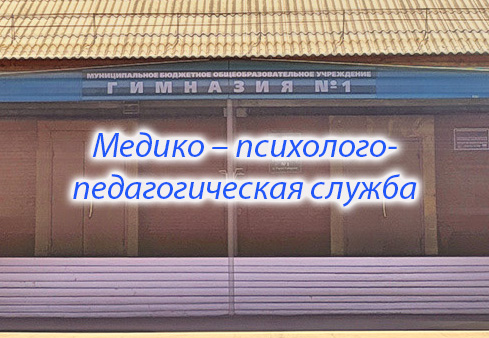 МУНИЦИПАЛЬНОЕ БЮДЖЕТНОЕ ОБЩЕОБРАЗОВАТЕЛЬНОЕ УЧРЕЖДЕНИЕ
ГИМНАЗИЯ №1
Медико – психолого-
педагогическая служба